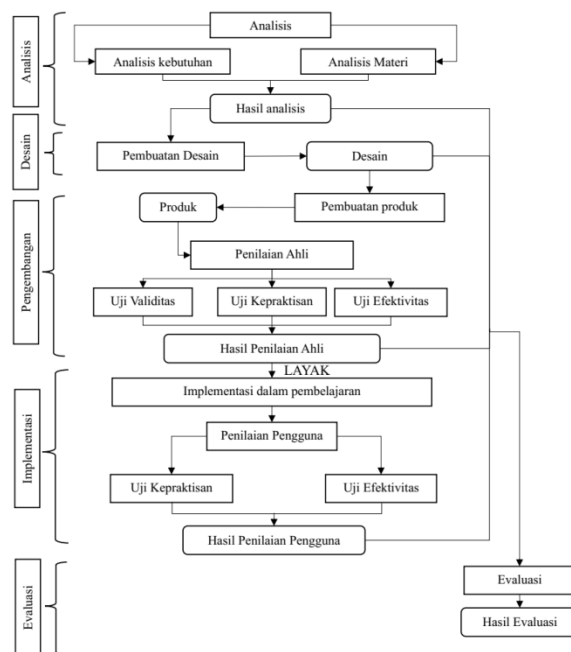 Analisis
Analisis
Analisis kebutuhan
Analisis Materi
Hasil analisis
Desain
Pembuatan Desain
Desain
Pengembangan
Produk
Pembuatan produk
Penilaian Ahli
Uji Validitas
Uji Kepraktisan
Uji Efektivitas
Hasil Penilaian Ahli
LAYAK
Implementasi
Implementasi dalam pembelajaran
Penilaian Pengguna
Uji Kepraktisan
Uji Efektivitas
Hasil Penilaian Pengguna
Evaluasi
Evaluasi
Hasil Evaluasi